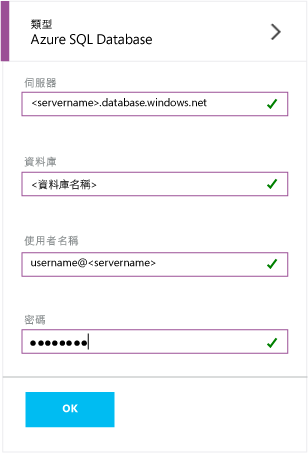 類型
Azure SQL Database
伺服器
<servername>.database.windows.net
資料庫
<資料庫名稱>
使用者名稱
username@<servername>
密碼
●●●●●●●●
OK